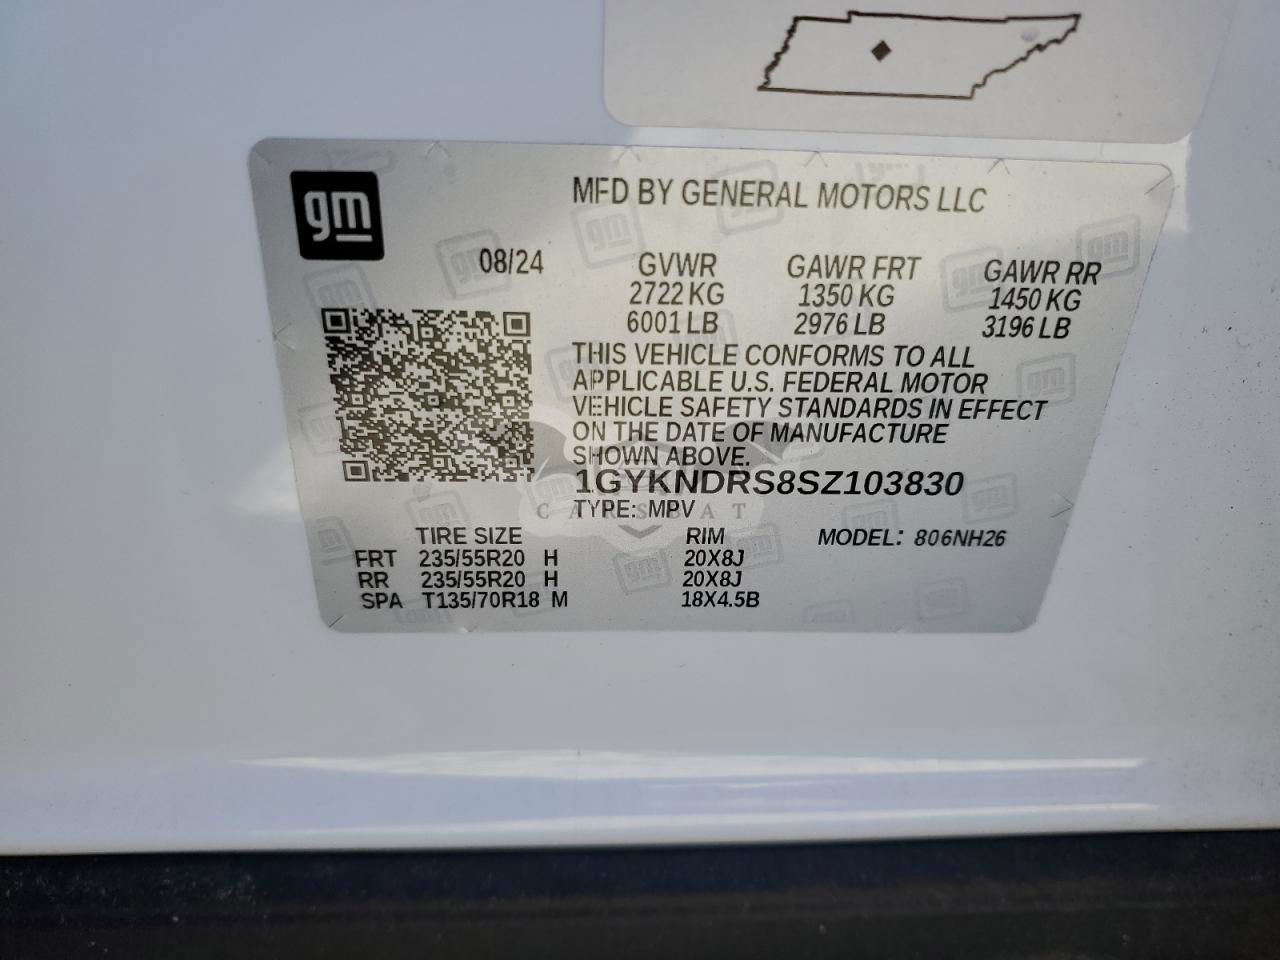 gm
MFD BY GENERAL MOTORS LLC
08/24 GVWR GAWR FRT GAWR RR
2722 KG 1350 KG 1450 KG
6001 LB 2976 LB 3196 LB
THIS VEHICLE CONFORMS TO ALL
APPLICABLE U.S. FEDERAL MOTOR
VEHICLE SAFETY STANDARDS IN EFFECT
ON THE DATE OF MANUFACTURE
SHOWN ABOVE.
1GYKNDRS8SZ103830
TYPE: MPV
CARSBAT
TIRE SIZE RIM MODEL: 806NH26
FRT 235/55R20 H 20X8J
RR 235/55R20 H 20X8J
SPA T135/70R18 M 18X4.5B